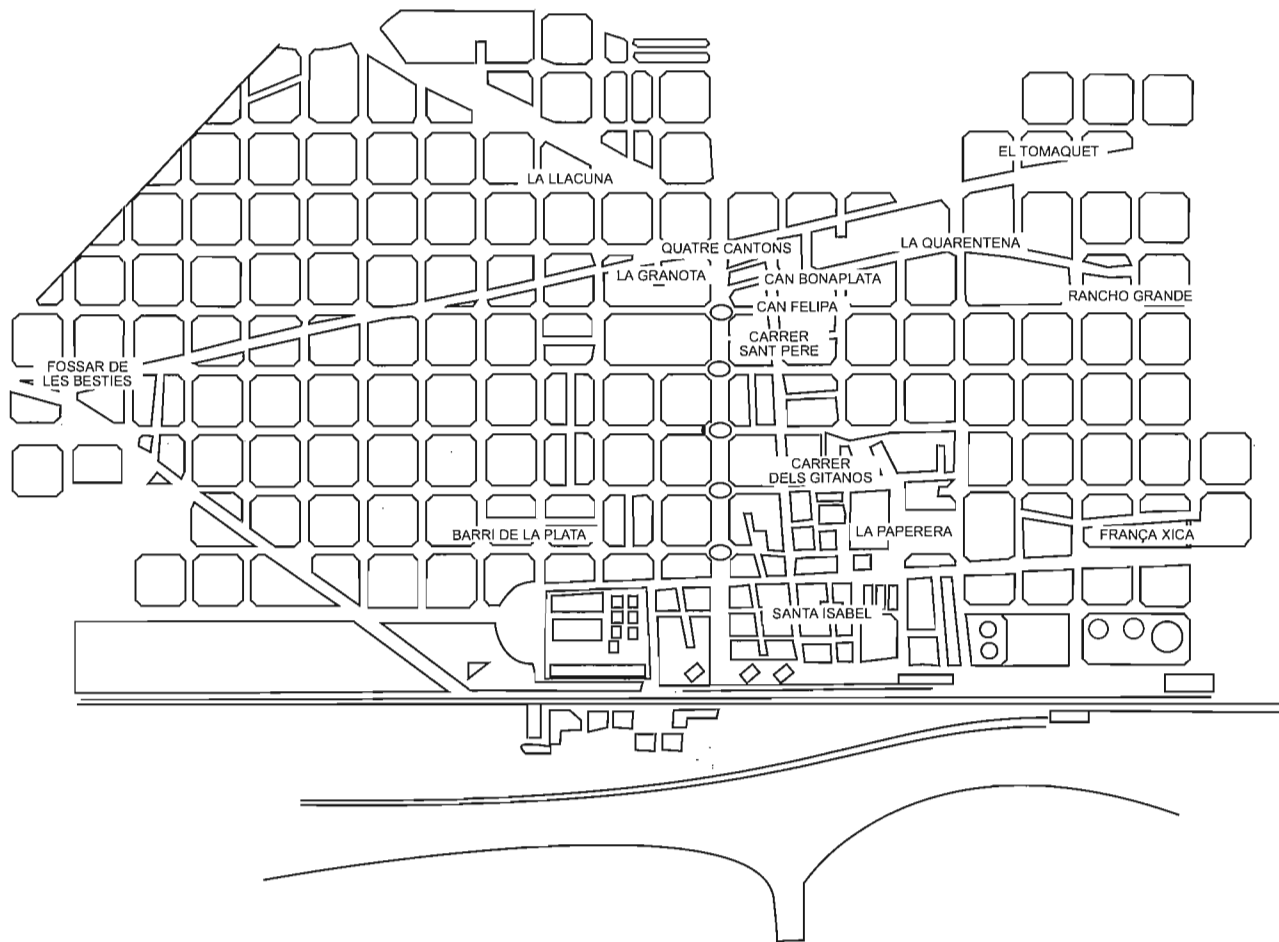 EL TOMAQUET
LA LLACUNA
QUATRE CANTONS
LA QUARENTENA
LA GRANOTA
CAN BONAPLATA
RANCHO GRANDE
CAN FELIPA
CARRER
SANT PERE
FOSSAR DE
LES BESTIES
CARRER
DELS GITANOS
BARRI DE LA PLATA
LA PAPERERA
FRANÇA XICA
SANTA ISABEL